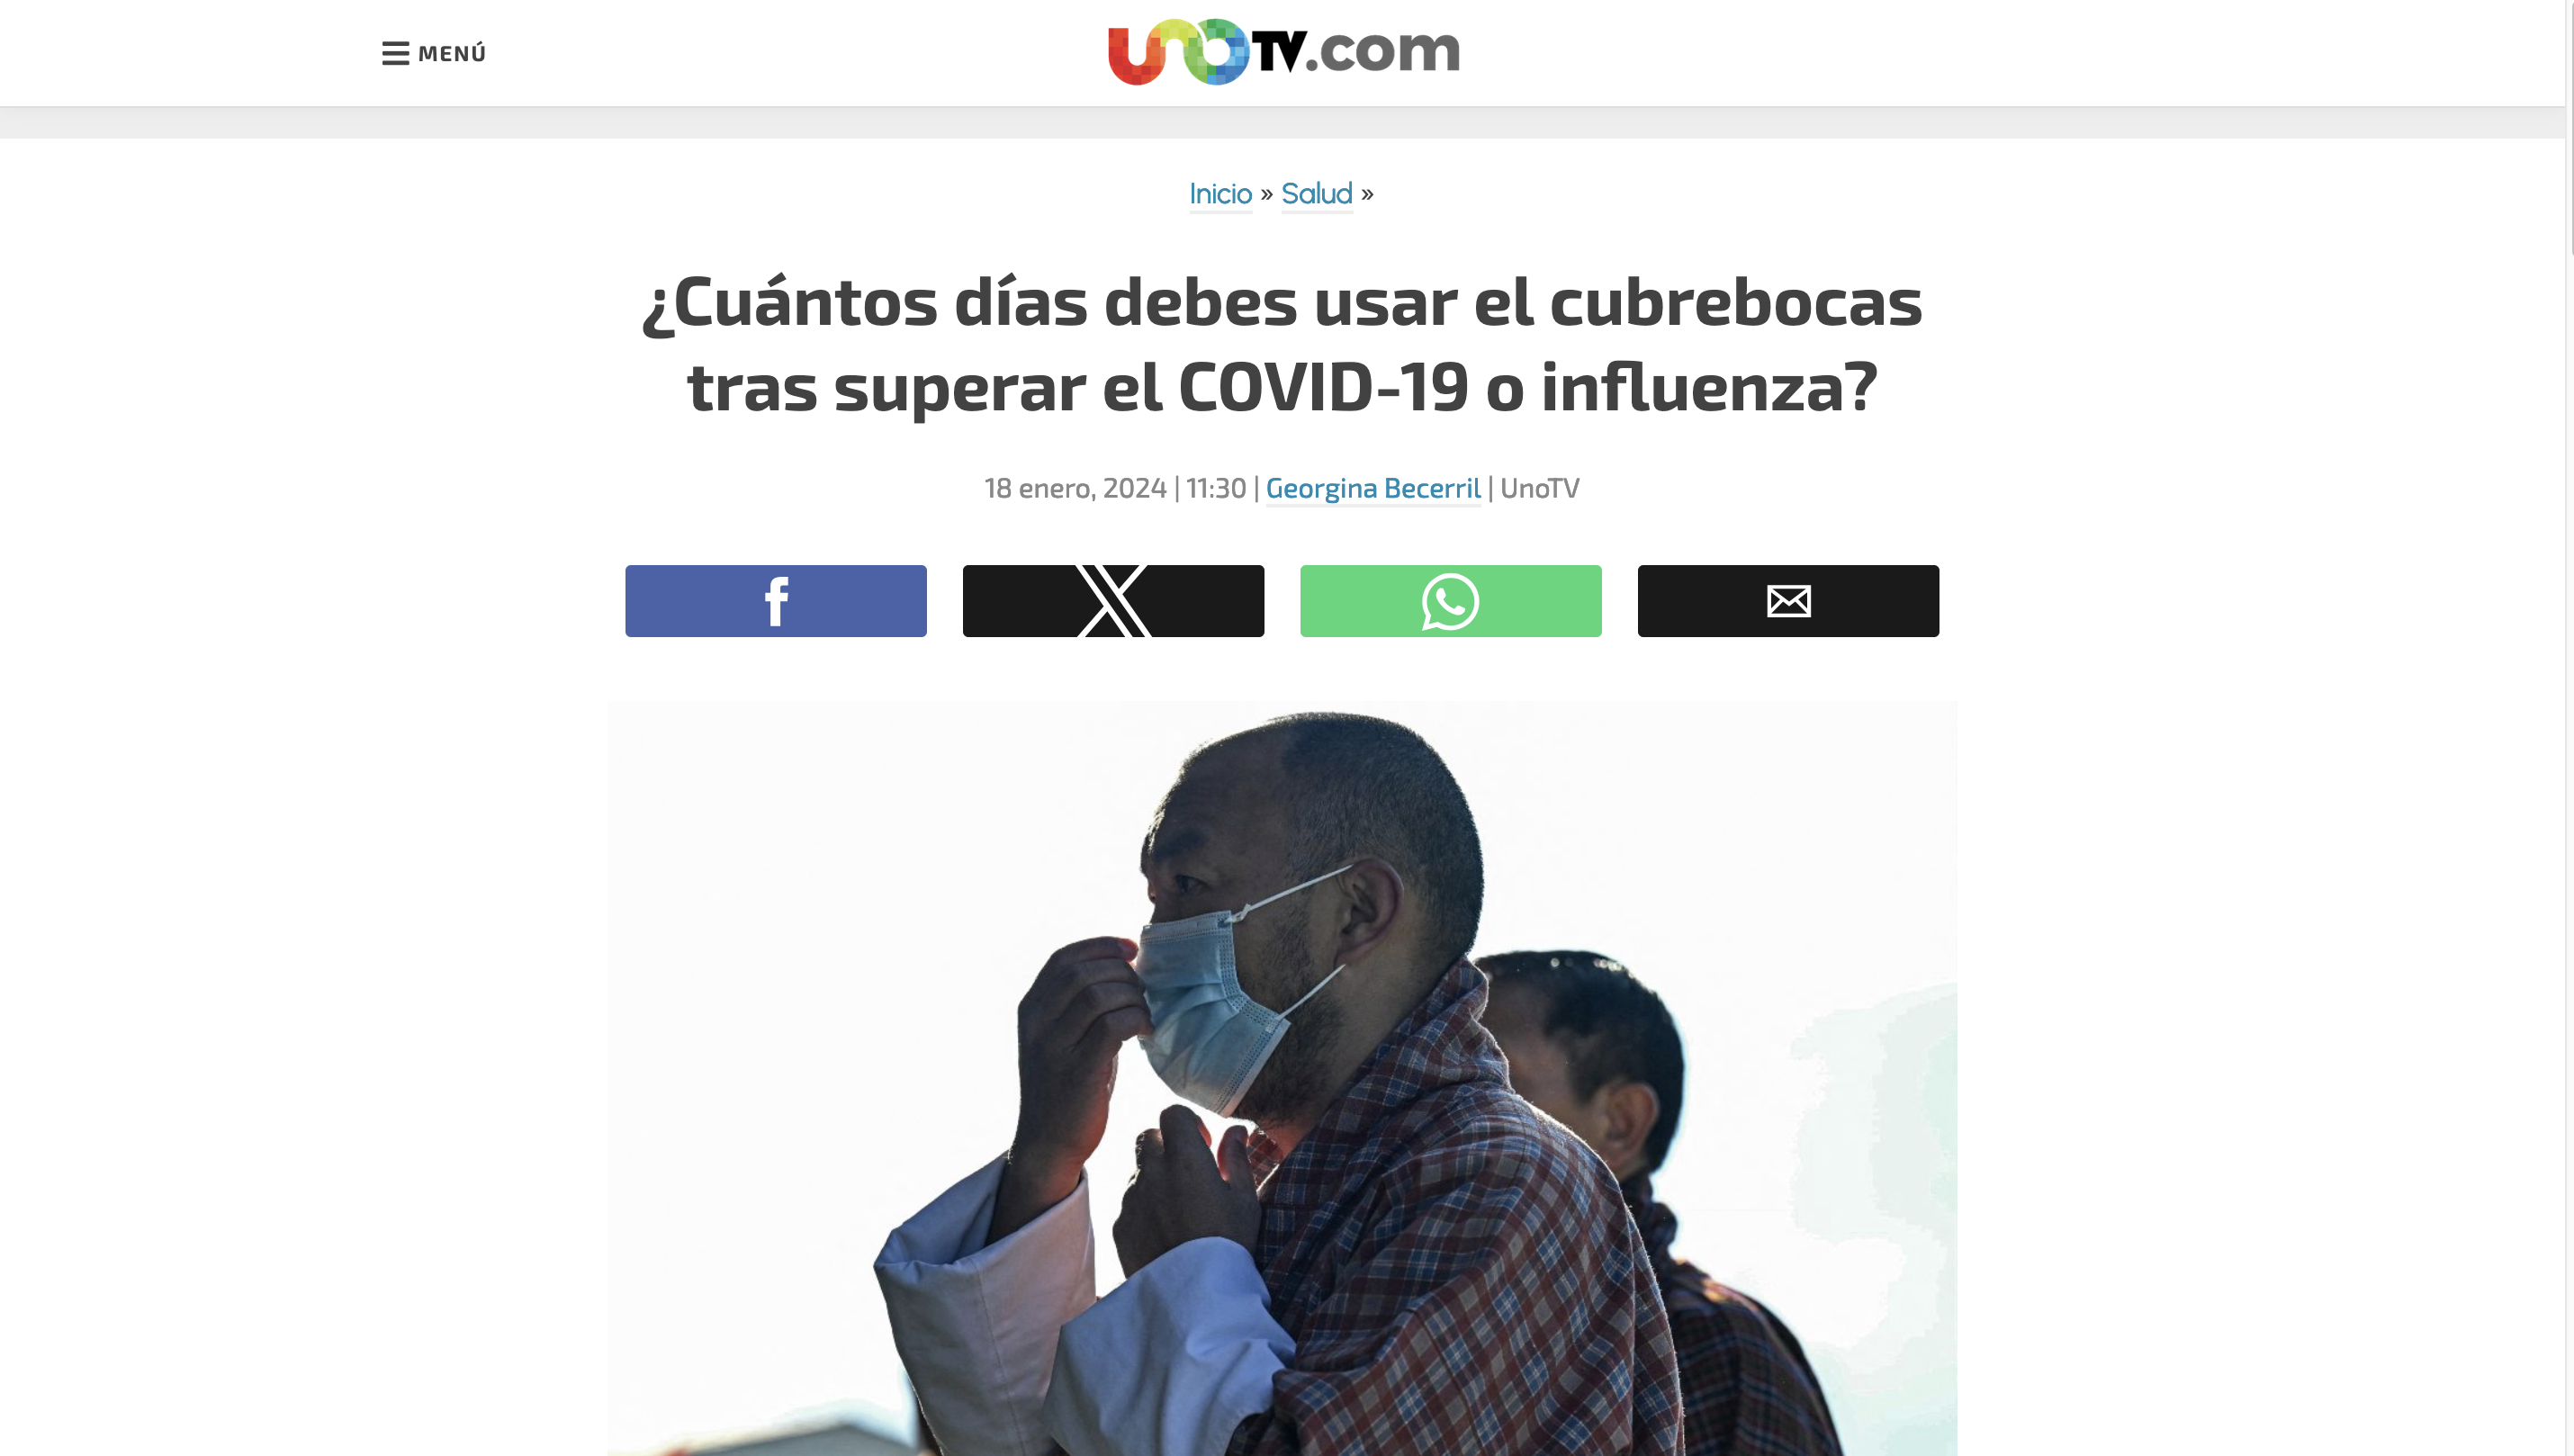 MENÚ
unoTV.com
Inicio » Salud »
¿Cuántos días debes usar el cubrebocas
tras superar el COVID-19 o influenza?
18 enero, 2024 | 11:30 | Georgina Becerril | UnoTV